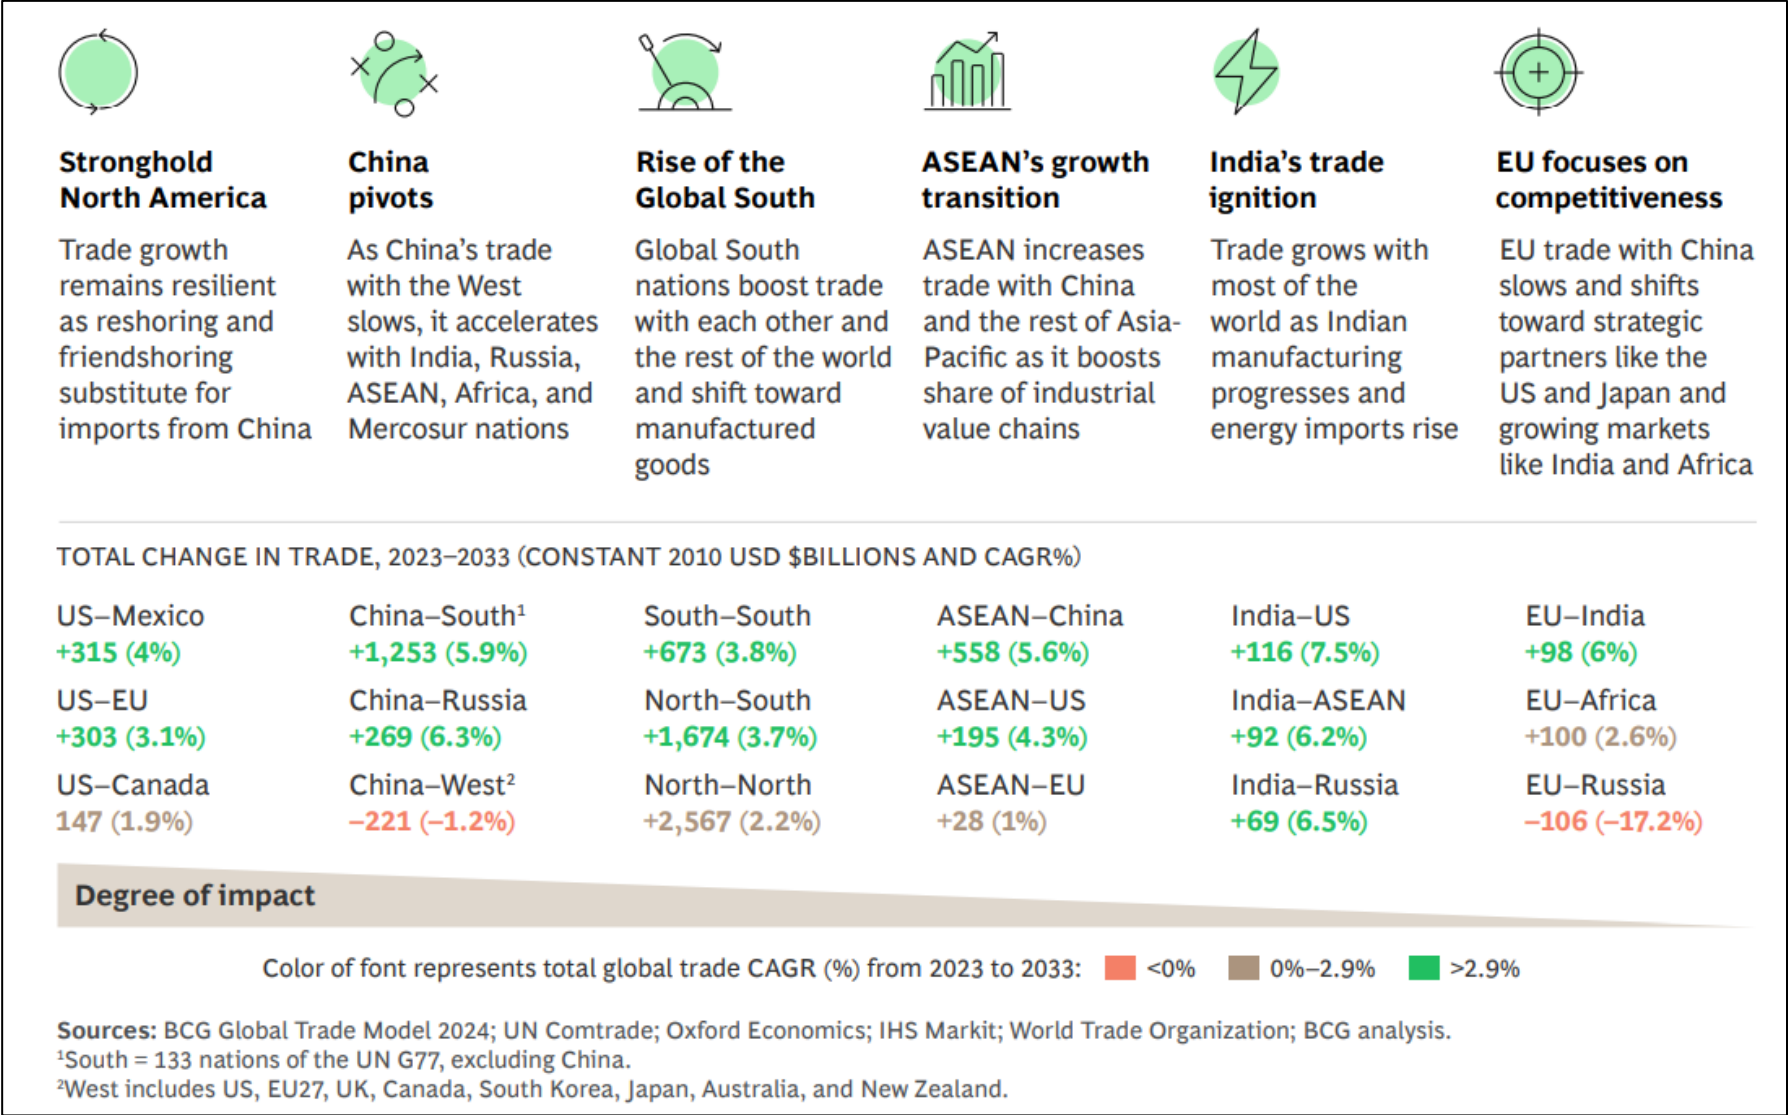 Stronghold
North America
Trade growth
remains resilient
as reshoring and
friendshoring
substitute for
imports from China
China
pivots
As China's trade
with the West
slows, it accelerates
with India, Russia,
ASEAN, Africa, and
Mercosur nations
Rise of the
Global South
Global South
nations boost trade
with each other and
the rest of the world
and shift toward
manufactured
goods
ASEAN's growth
transition
ASEAN increases
trade with China
and the rest of Asia-
Pacific as it boosts
share of industrial
value chains
India's trade
ignition
Trade grows with
most of the
world as Indian
manufacturing
progresses and
energy imports rise
EU focuses on
competitiveness
EU trade with China
slows and shifts
toward strategic
partners like the
US and Japan and
growing markets
like India and Africa
TOTAL CHANGE IN TRADE, 2023–2033 (CONSTANT 2010 USD $BILLIONS AND CAGR%)
US–Mexico
+315 (4%)
US–EU
+303 (3.1%)
US–Canada
147 (1.9%)
China–South¹
+1,253 (5.9%)
China–Russia
+269 (6.3%)
China–West²
–221 (–1.2%)
South–South
+673 (3.8%)
North–South
+1,674 (3.7%)
North–North
+2,567 (2.2%)
ASEAN–China
+558 (5.6%)
ASEAN–US
+195 (4.3%)
ASEAN–EU
+28 (1%)
India–US
+116 (7.5%)
India–ASEAN
+92 (6.2%)
India–Russia
+69 (6.5%)
EU–India
+98 (6%)
EU–Africa
+100 (2.6%)
EU–Russia
–106 (–17.2%)
Degree of impact
Color of font represents total global trade CAGR (%) from 2023 to 2033: <0% 0%–2.9% >2.9%
Sources: BCG Global Trade Model 2024; UN Comtrade; Oxford Economics; IHS Markit; World Trade Organization; BCG analysis.
¹South = 133 nations of the UN G77, excluding China.
²West includes US, EU27, UK, Canada, South Korea, Japan, Australia, and New Zealand.